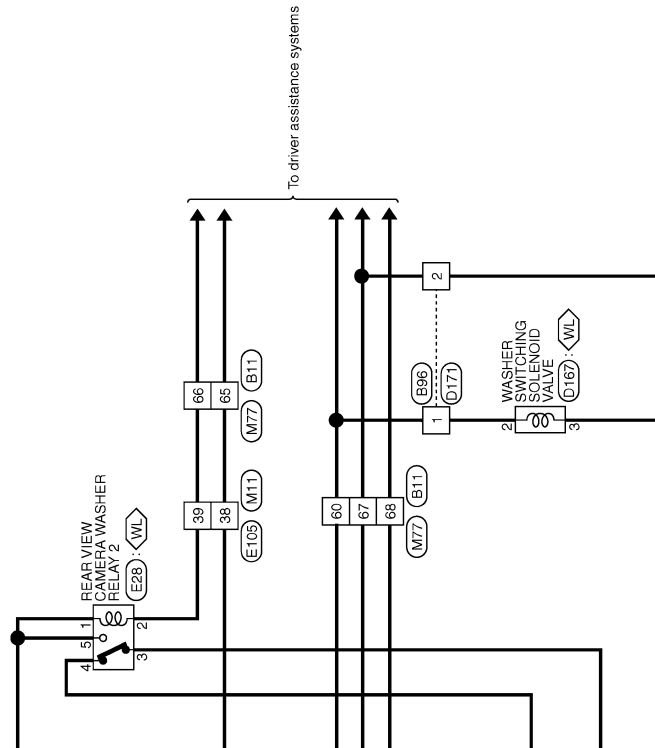 To driver assistance systems
66
65
B11
M77
39
38
M11
E105
60
67
68
B11
M77
2
1
B96
D171
WASHER
SWITCHING
SOLENOID
VALVE
D167 : WL
2
3
REAR VIEW
CAMERA WASHER
RELAY 2
E28 : WL
1
5
4
2
3